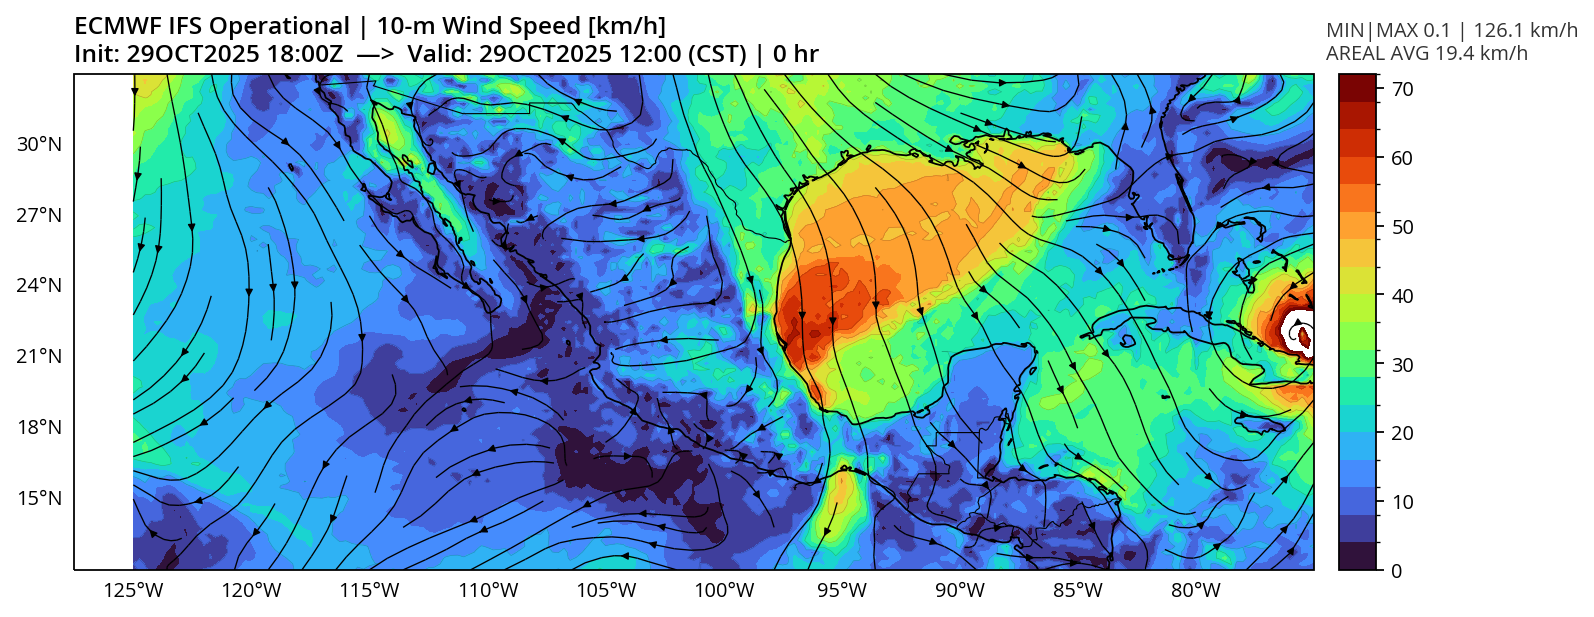 ECMWF IFS Operational | 10-m Wind Speed [km/h]
Init: 29OCT2025 18:00Z —> Valid: 29OCT2025 12:00 (CST) | 0 hr
MIN|MAX 0.1 | 126.1 km/h
AREAL AVG 19.4 km/h
30°N
27°N
24°N
21°N
18°N
15°N
125°W 120°W 115°W 110°W 105°W 100°W 95°W 90°W 85°W 80°W
70
60
50
40
30
20
10
0